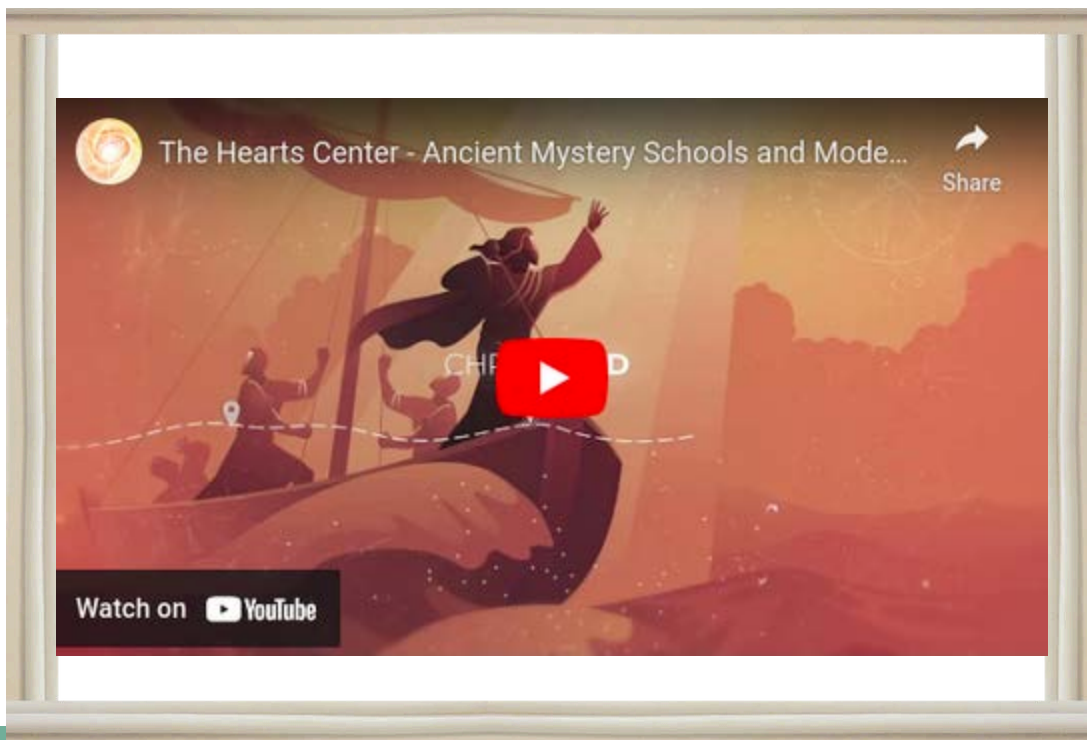 The Hearts Center - Ancient Mystery Schools and Mode...
Share
Watch on YouTube